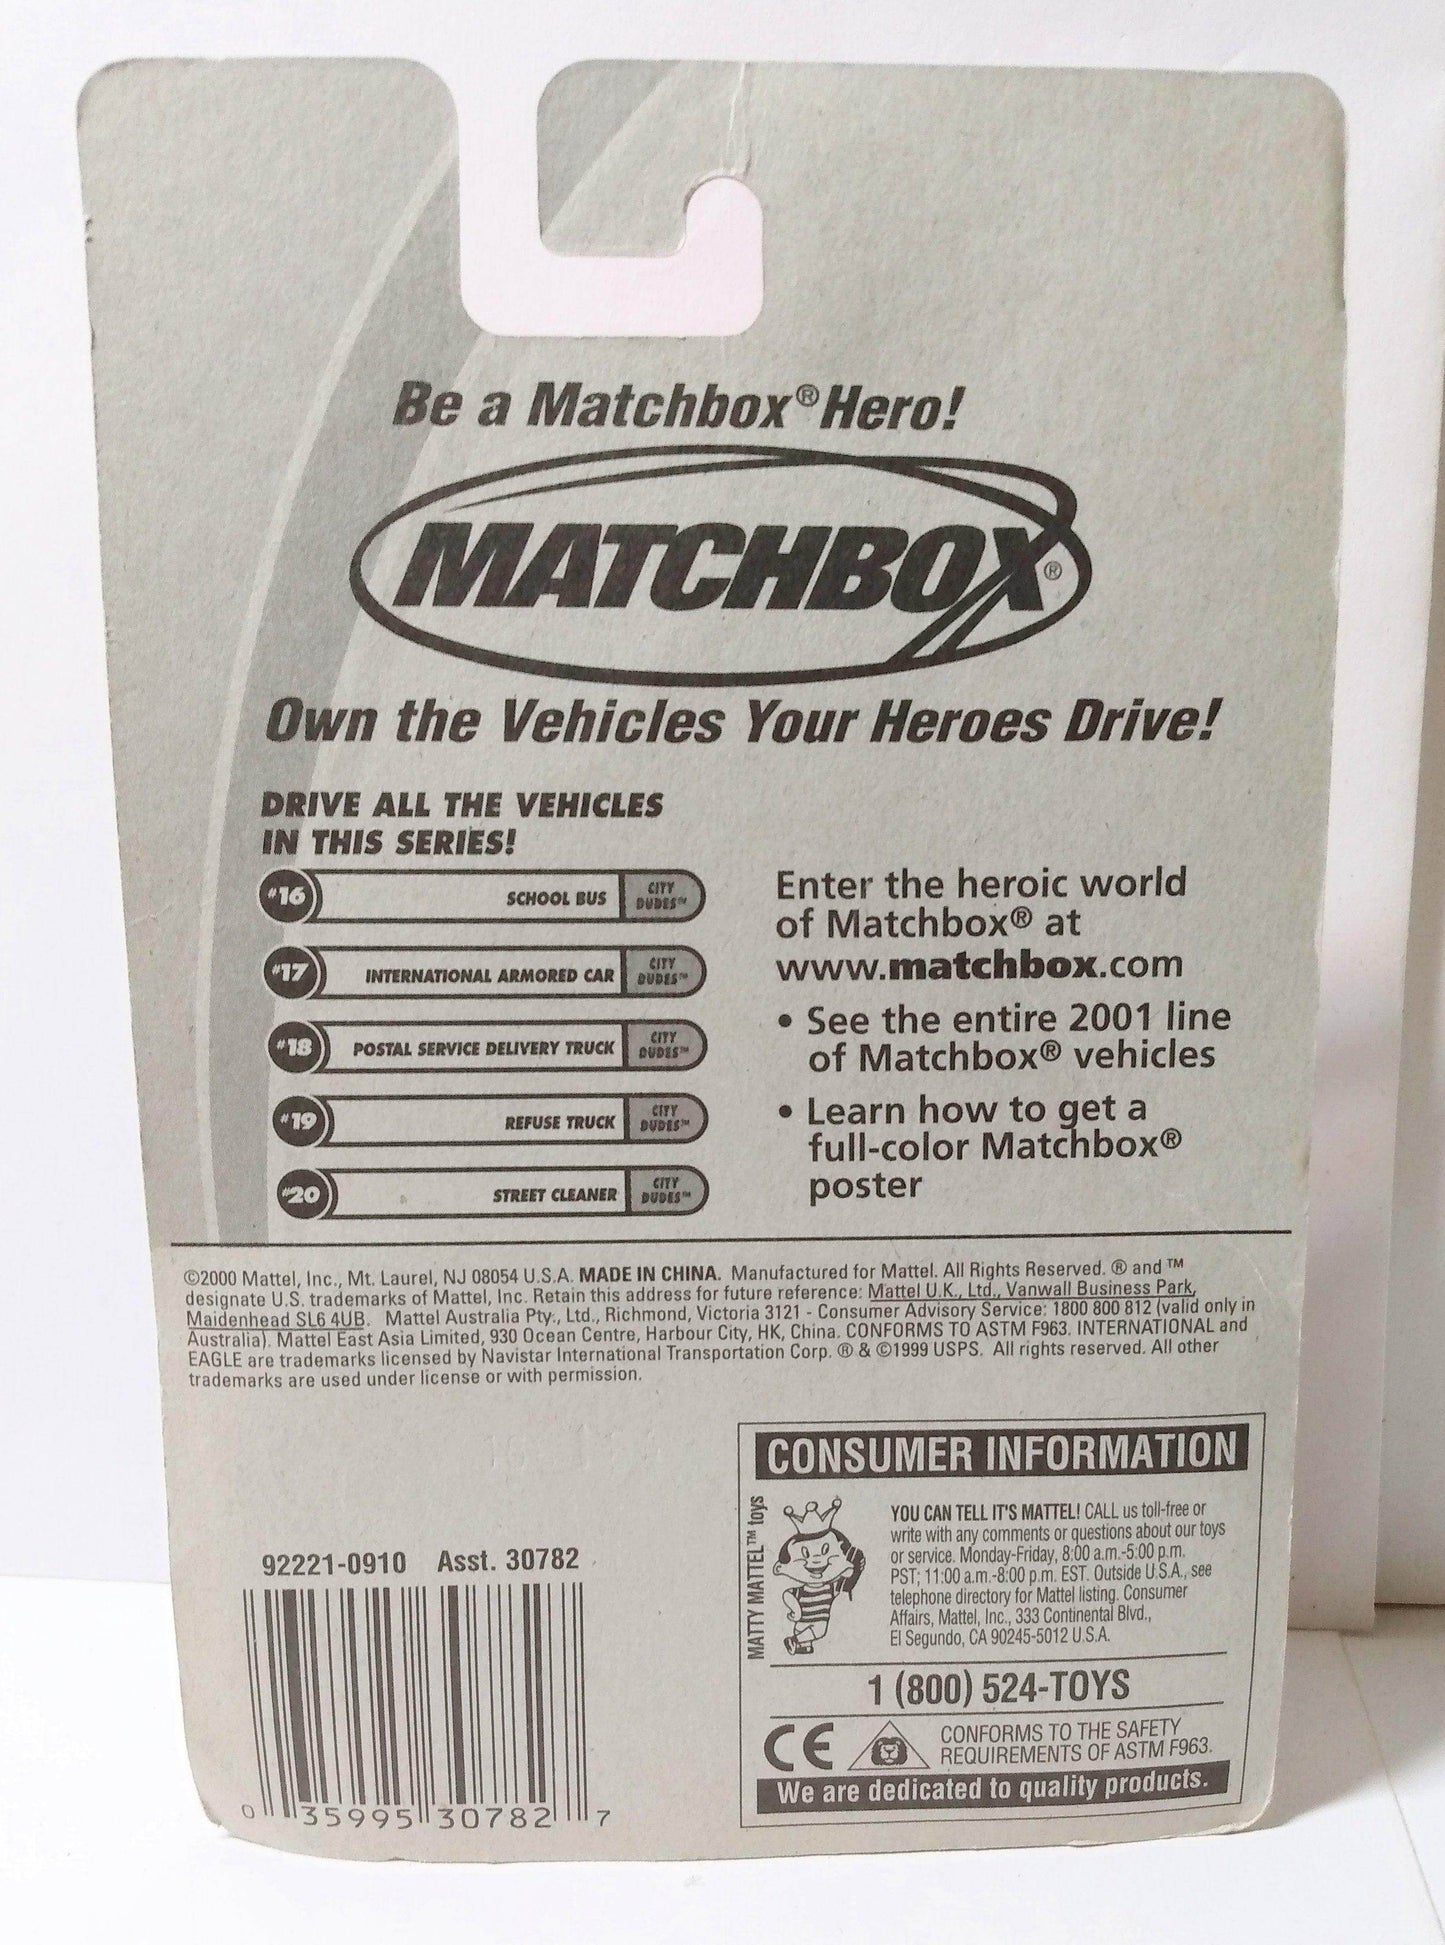 Be a Matchbox® Hero!
MATCHBOX®
Own the Vehicles Your Heroes Drive!
DRIVE ALL THE VEHICLES
IN THIS SERIES!
#16 SCHOOL BUS CITY DUDES™
#17 INTERNATIONAL ARMORED CAR CITY DUDES™
#18 POSTAL SERVICE DELIVERY TRUCK CITY DUDES™
#19 REFUSE TRUCK CITY DUDES™
#20 STREET CLEANER CITY DUDES™
Enter the heroic world
of Matchbox® at
www.matchbox.com
• See the entire 2001 line
of Matchbox® vehicles
• Learn how to get a
full-color Matchbox®
poster
©2000 Mattel, Inc., Mt. Laurel, NJ 08054 U.S.A. MADE IN CHINA. Manufactured for Mattel. All Rights Reserved. ® and ™
designate U.S. trademarks of Mattel, Inc. Retain this address for future reference: Mattel U.K., Ltd., Vanwall Business Park,
Maidenhead SL6 4UB. Mattel Australia Pty., Ltd., Richmond, Victoria 3121 - Consumer Advisory Service: 1800 800 812 (valid only in
Australia). Mattel East Asia Limited, 930 Ocean Centre, Harbour City, HK, China. CONFORMS TO ASTM F963. INTERNATIONAL and
EAGLE are trademarks licensed by Navistar International Transportation Corp. ® & ©1999 USPS. All rights reserved. All other
trademarks are used under license or with permission.
92221-0910 Asst. 30782
0 35995 30782 7
CONSUMER INFORMATION
MATTY MATTEL™ toys
YOU CAN TELL IT'S MATTEL! CALL us toll-free or
write with any comments or questions about our toys
or service. Monday-Friday, 8:00 a.m.-5:00 p.m.
PST; 11:00 a.m.-8:00 p.m. EST. Outside U.S.A., see
telephone directory for Mattel listing. Consumer
Affairs, Mattel, Inc., 333 Continental Blvd.,
El Segundo, CA 90245-5012 U.S.A.
1 (800) 524-TOYS
CE
CONFORMS TO THE SAFETY
REQUIREMENTS OF ASTM F963.
We are dedicated to quality products.